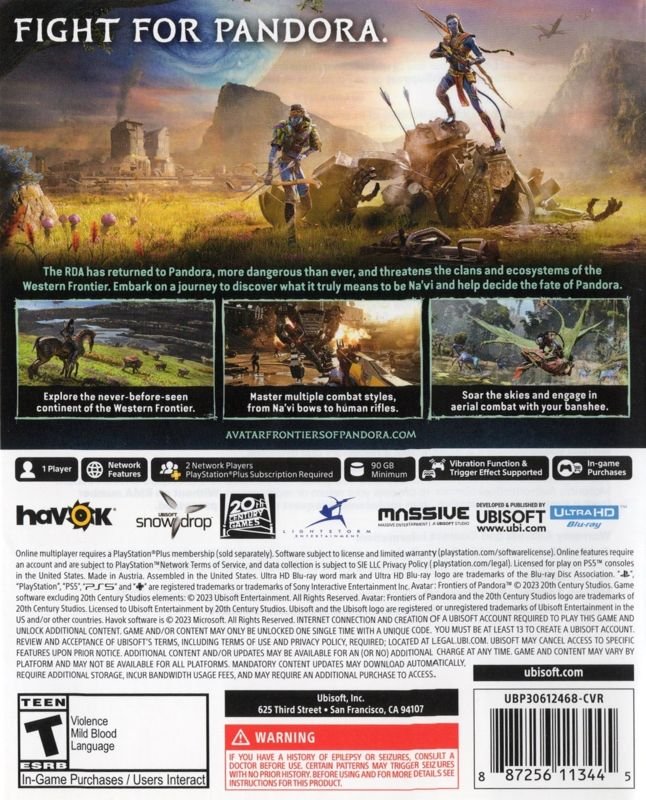 FIGHT FOR PANDORA.
The RDA has returned to Pandora, more dangerous than ever, and threatens the clans and ecosystems of the
Western Frontier. Embark on a journey to discover what it truly means to be Na'vi and help decide the fate of Pandora.
Explore the never-before-seen
continent of the Western Frontier.
Master multiple combat styles,
from Na'vi bows to human rifles.
Soar the skies and engage in
aerial combat with your banshee.
AVATARFRONTIERSOFPANDORA.COM
1 Player
Network
Features
2 Network Players
PlayStation®Plus Subscription Required
90 GB
Minimum
Vibration Function &
Trigger Effect Supported
In-game
Purchases
havok
UBISOFT
snowdrop
20TH
CENTURY
GAMES
LIGHTSTORM
ENTERTAINMENT
MASSIVE
MASSIVE ENTERTAINMENT | A UBISOFT STUDIO
DEVELOPED & PUBLISHED BY
UBISOFT
www.ubi.com
ULTRA HD
Blu-ray
Online multiplayer requires a PlayStation®Plus membership (sold separately). Software subject to license and limited warranty (playstation.com/softwarelicense). Online features require
an account and are subject to PlayStation™Network Terms of Service, and data collection is subject to SIE LLC Privacy Policy (playstation.com/legal). Licensed for play on PS5™ consoles
in the United States. Made in Austria. Assembled in the United States. Ultra HD Blu-ray word mark and Ultra HD Blu-ray logo are trademarks of the Blu-ray Disc Association. "PS",
"PlayStation", "PS5", "PS5" and "✦" are registered trademarks or trademarks of Sony Interactive Entertainment Inc. Avatar: Frontiers of Pandora™ © 2023 20th Century Games. Game
software excluding 20th Century Studios elements: © 2023 Ubisoft Entertainment. All Rights Reserved. Avatar: Frontiers of Pandora and the 20th Century Studios logo are trademarks of
20th Century Studios. Licensed to Ubisoft Entertainment by 20th Century Studios. Ubisoft and the Ubisoft logo are registered or unregistered trademarks of Ubisoft Entertainment in the
US and/or other countries. Havok software is © 2023 Microsoft. All Rights Reserved. INTERNET CONNECTION AND CREATION OF A UBISOFT ACCOUNT REQUIRED TO PLAY THIS GAME AND
UNLOCK ADDITIONAL CONTENT. GAME AND/OR CONTENT MAY ONLY BE UNLOCKED ONE SINGLE TIME WITH A UNIQUE CODE. YOU MUST BE AT LEAST 13 TO CREATE A UBISOFT ACCOUNT.
REVIEW AND ACCEPTANCE OF UBISOFT'S TERMS, INCLUDING TERMS OF USE AND PRIVACY POLICY, REQUIRED; LOCATED AT LEGAL.UBI.COM. UBISOFT MAY CANCEL ACCESS TO SPECIFIC
FEATURES UPON PRIOR NOTICE. ADDITIONAL CONTENT AND/OR UPDATES MAY BE AVAILABLE FOR AN (OR NO) ADDITIONAL CHARGE AT ANY TIME. GAME AND CONTENT MAY VARY BY
PLATFORM AND MAY NOT BE AVAILABLE FOR ALL PLATFORMS. MANDATORY CONTENT UPDATES MAY DOWNLOAD AUTOMATICALLY,
REQUIRE ADDITIONAL STORAGE, INCUR BANDWIDTH USAGE FEES, AND MAY REQUIRE AN ADDITIONAL PURCHASE TO ACCESS.
ubisoft.com
TEEN
T
ESRB
Violence
Mild Blood
Language
In-Game Purchases / Users Interact
Ubisoft, Inc.
625 Third Street • San Francisco, CA 94107
WARNING
IF YOU HAVE A HISTORY OF EPILEPSY OR SEIZURES, CONSULT A
DOCTOR BEFORE USE. CERTAIN PATTERNS MAY TRIGGER SEIZURES
WITH NO PRIOR HISTORY. BEFORE USING AND FOR MORE DETAILS SEE
INSTRUCTIONS FOR THIS PRODUCT.
UBP30612468-CVR
8 87256 11344 5